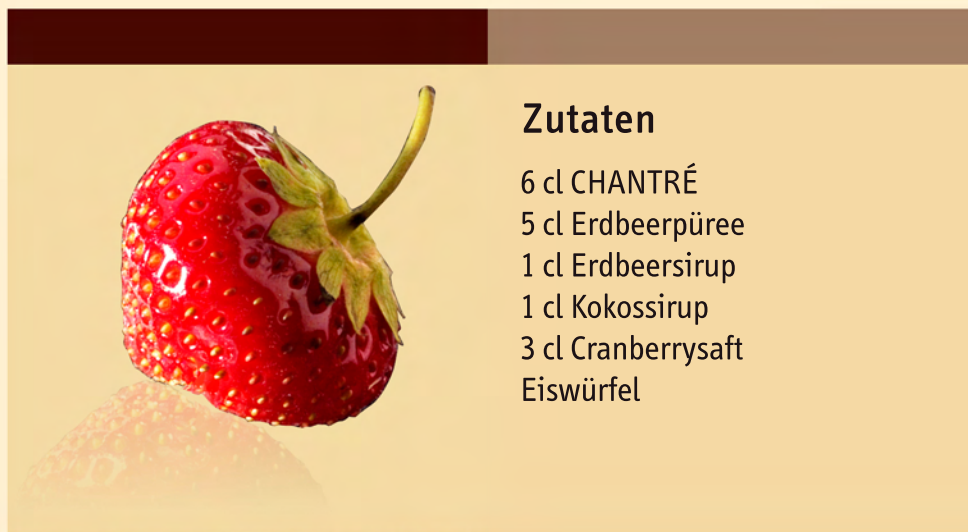 Zutaten
6 cl CHANTRÉ
5 cl Erdbeerpüree
1 cl Erdbeersirup
1 cl Kokossirup
3 cl Cranberrysaft
Eiswürfel